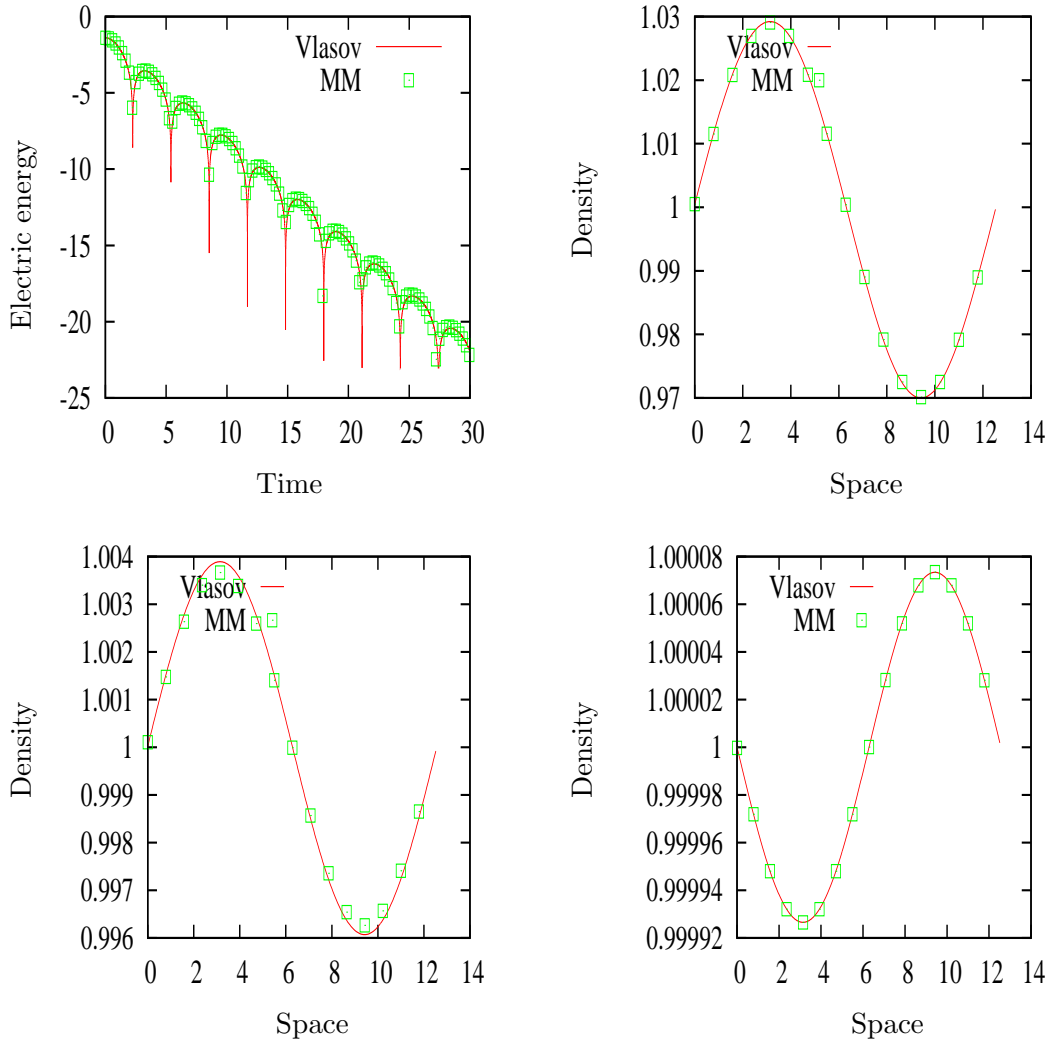 0
-5
-10
-15
-20
-25
0 5 10 15 20 25 30
Electric energy
Time
Vlasov
MM
1.03
1.02
1.01
1
0.99
0.98
0.97
0 2 4 6 8 10 12 14
Density
Space
Vlasov
MM
1.004
1.003
1.002
1.001
1
0.999
0.998
0.997
0.996
0 2 4 6 8 10 12 14
Density
Space
Vlasov
MM
1.00008
1.00006
1.00004
1.00002
1
0.99998
0.99996
0.99994
0.99992
0 2 4 6 8 10 12 14
Density
Space
Vlasov
MM